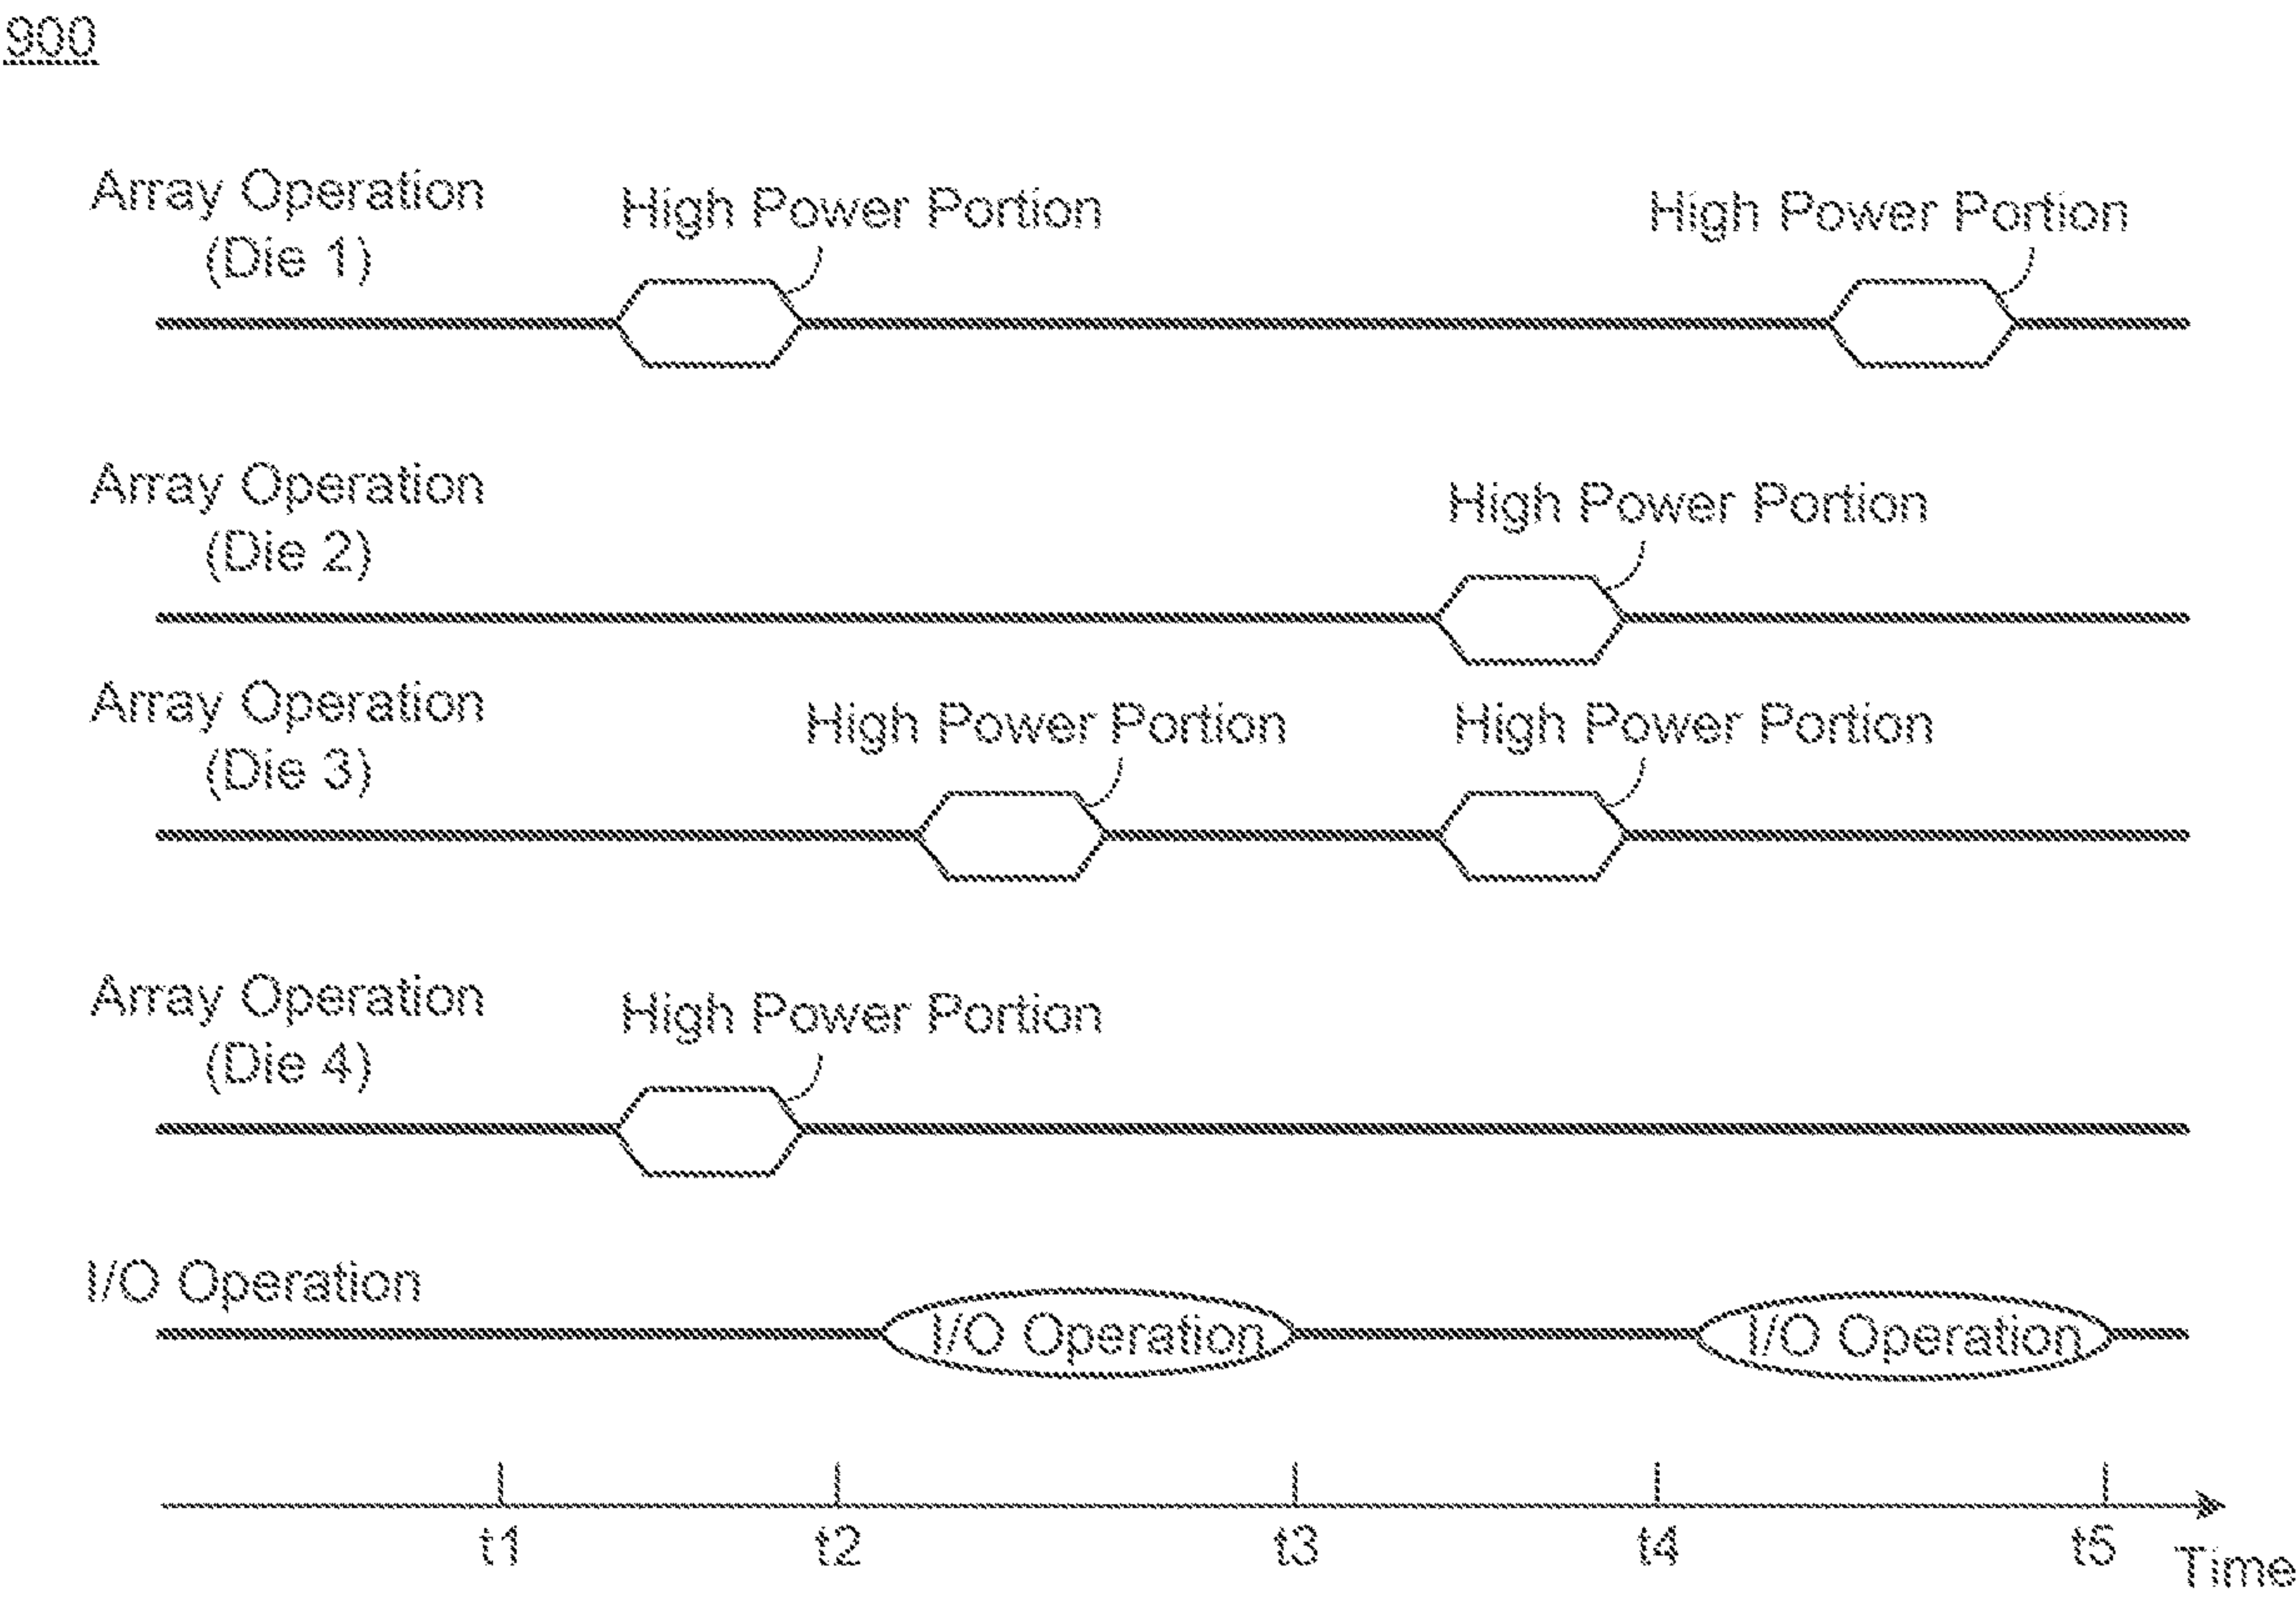 900
Array Operation
(Die 1)
High Power Portion
High Power Portion
Array Operation
(Die 2)
High Power Portion
Array Operation
(Die 3)
High Power Portion
High Power Portion
Array Operation
(Die 4)
High Power Portion
I/O Operation
I/O Operation
I/O Operation
t1
t2
t3
t4
t5
Time